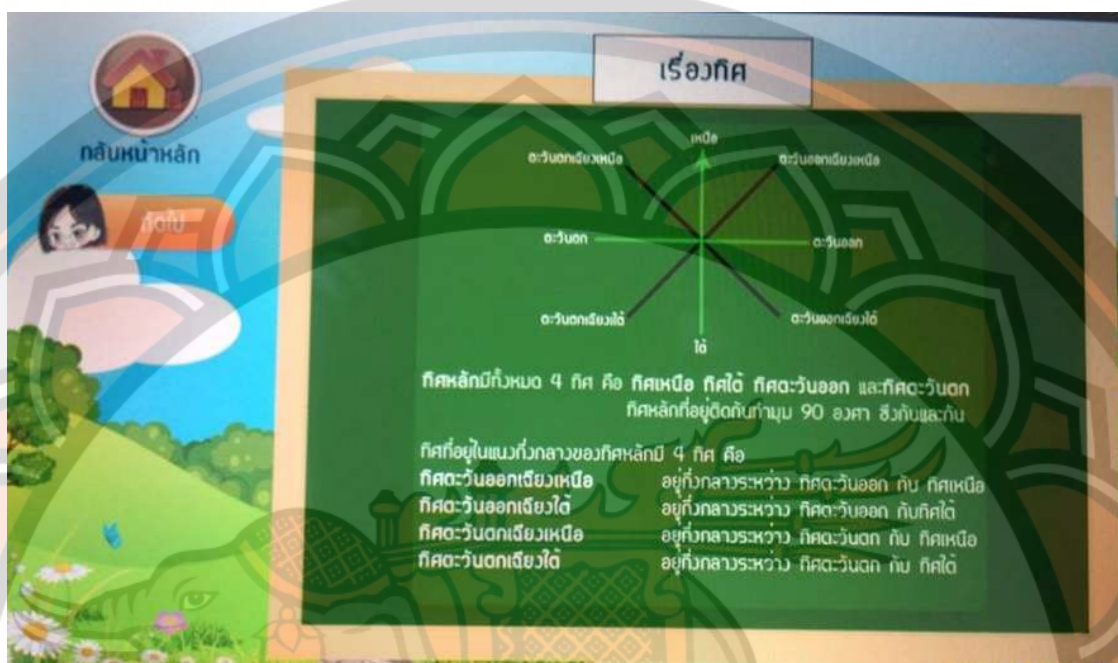 เรื่องทิศ
กลับหน้าหลัก
ถัดไป
เหนือ
ตะวันตกเฉียงเหนือ
ตะวันออกเฉียงเหนือ
ตะวันตก
ตะวันออก
ตะวันตกเฉียงใต้
ตะวันออกเฉียงใต้
ใต้
ทิศหลักมีทั้งหมด 4 ทิศ คือ ทิศเหนือ ทิศใต้ ทิศตะวันออก และทิศตะวันตก
ทิศหลักที่อยู่ติดกันทำมุม 90 องศา ซึ่งกันและกัน
ทิศที่อยู่ในแนวกึ่งกลางของทิศหลักมี 4 ทิศ คือ
ทิศตะวันออกเฉียงเหนือ อยู่กึ่งกลางระหว่าง ทิศตะวันออก กับ ทิศเหนือ
ทิศตะวันออกเฉียงใต้ อยู่กึ่งกลางระหว่าง ทิศตะวันออก กับทิศใต้
ทิศตะวันตกเฉียงเหนือ อยู่กึ่งกลางระหว่าง ทิศตะวันตก กับ ทิศเหนือ
ทิศตะวันตกเฉียงใต้ อยู่กึ่งกลางระหว่าง ทิศตะวันตก กับ ทิศใต้